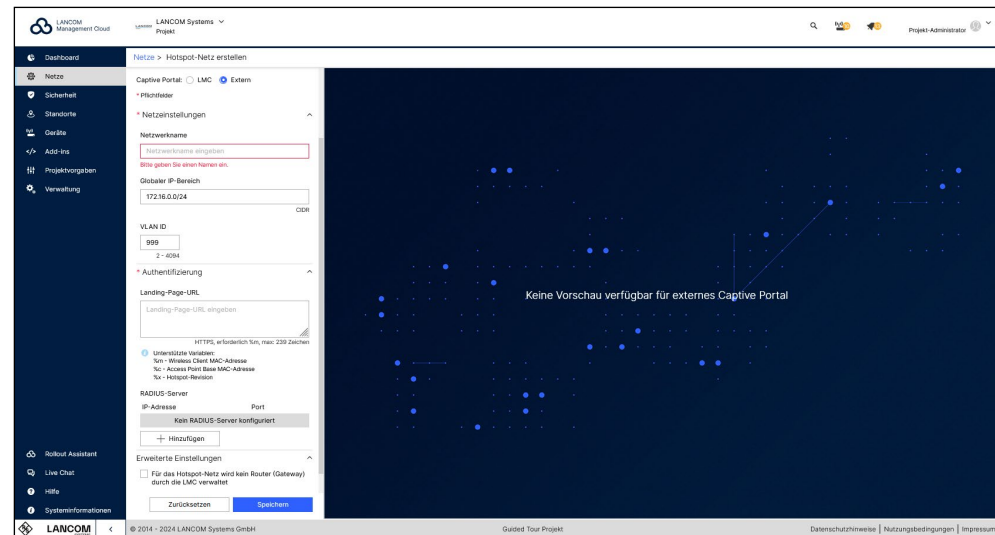 LANCOM
Management Cloud
LANCOM Systems
Projekt
Projekt-Administrator
Dashboard
Netze
Sicherheit
Standorte
Geräte
Add-ins
Projektvorgaben
Verwaltung
Rollout Assistant
Live Chat
Hilfe
Systeminformationen
LANCOM
Netze > Hotspot-Netz erstellen
Captive Portal: LMC Extern
* Pflichtfelder
* Netzeinstellungen
Netzwerkname
Netzwerkname eingeben
Bitte geben Sie einen Namen ein.
Globaler IP-Bereich
172.16.0.0/24
CIDR
VLAN ID
999
2 - 4094
* Authentifizierung
Landing-Page-URL
Landing-Page-URL eingeben
HTTPS, erforderlich %m, max: 239 Zeichen
Unterstützte Variablen:
%m - Wireless Client MAC-Adresse
%c - Access Point Base MAC-Adresse
%x - Hotspot-Revision
RADIUS-Server
IP-Adresse Port
Kein RADIUS-Server konfiguriert
+ Hinzufügen
Erweiterte Einstellungen
Für das Hotspot-Netz wird kein Router (Gateway)
durch die LMC verwaltet
Zurücksetzen Speichern
Keine Vorschau verfügbar für externes Captive Portal
© 2014 - 2024 LANCOM Systems GmbH
Guided Tour Projekt
Datenschutzhinweise | Nutzungsbedingungen | Impressum